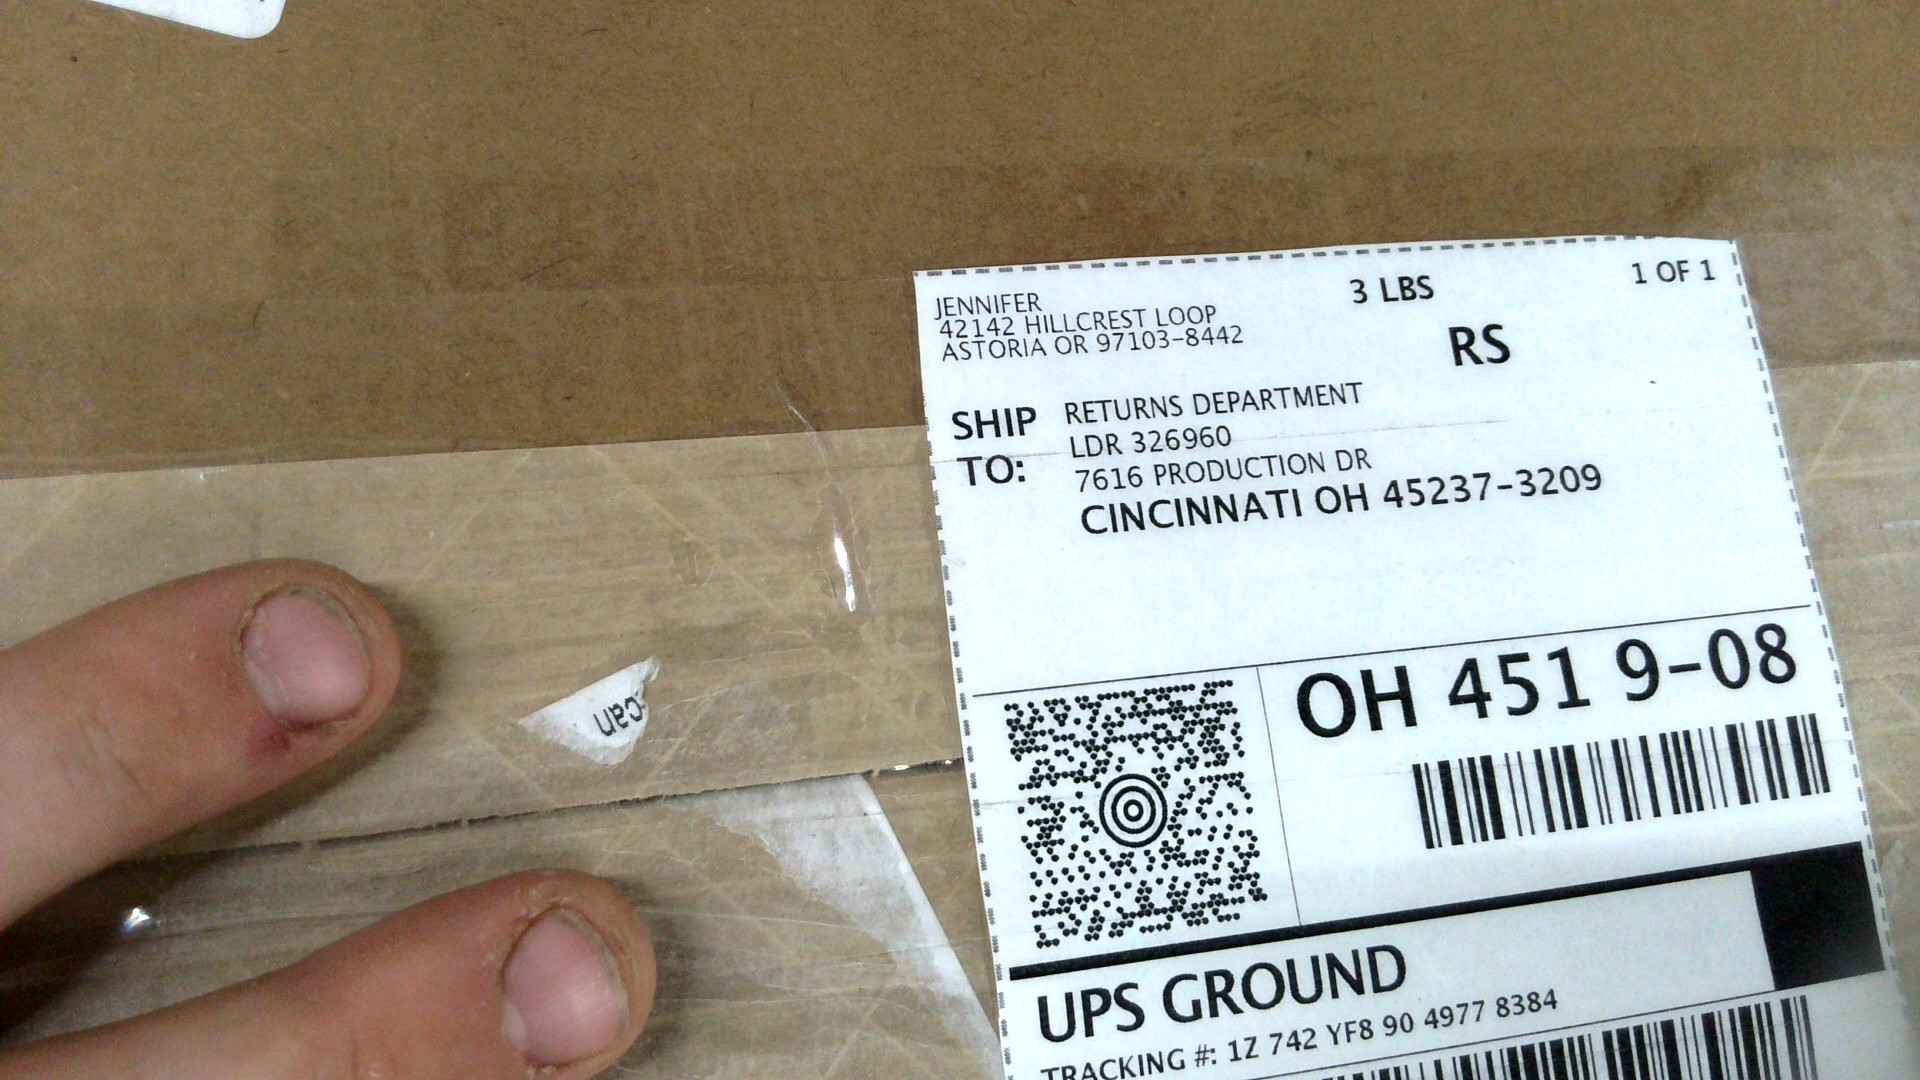 JENNIFER
42142 HILLCREST LOOP
ASTORIA OR 97103-8442
3 LBS
1 OF 1
RS
SHIP TO:
RETURNS DEPARTMENT
LDR 326960
7616 PRODUCTION DR
CINCINNATI OH 45237-3209
OH 451 9-08
UPS GROUND
TRACKING #: 1Z 742 YF8 90 4977 8384
can